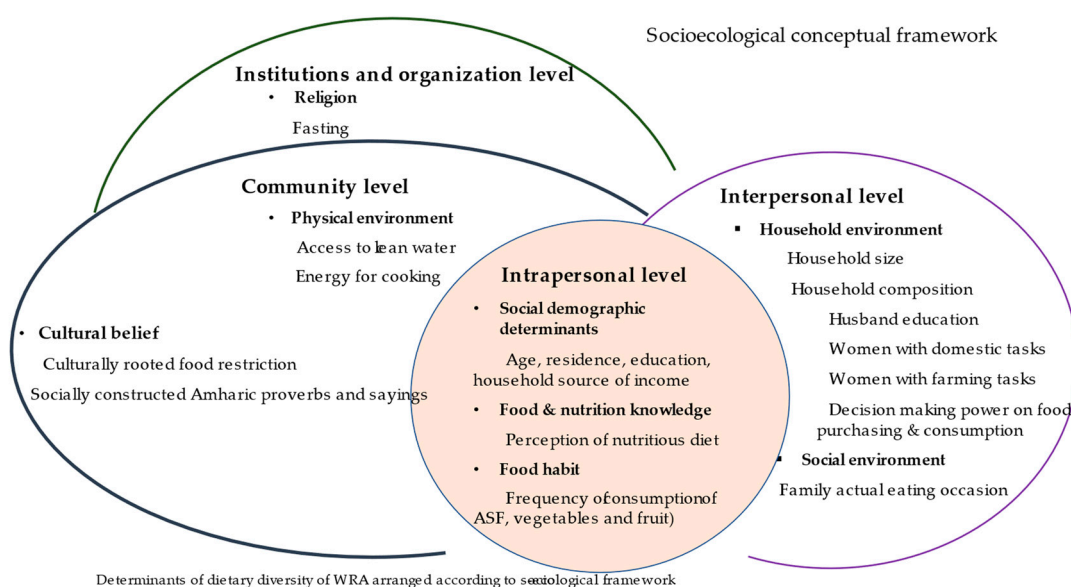 Socioecological conceptual framework
Institutions and organization level
• Religion
Fasting
Community level
• Physical environment
Access to lean water
Energy for cooking
• Cultural belief
Culturally rooted food restriction
Socially constructed Amharic proverbs and sayings
Intrapersonal level
• Social demographic
determinants
Age, residence, education,
household source of income
• Food & nutrition knowledge
Perception of nutritious diet
• Food habit
Frequency of consumption of
ASF, vegetables and fruit)
Interpersonal level
▪ Household environment
Household size
Household composition
Husband education
Women with domestic tasks
Women with farming tasks
Decision making power on food
purchasing & consumption
▪ Social environment
Family actual eating occasion
Determinants of dietary diversity of WRA arranged according to ecological framework